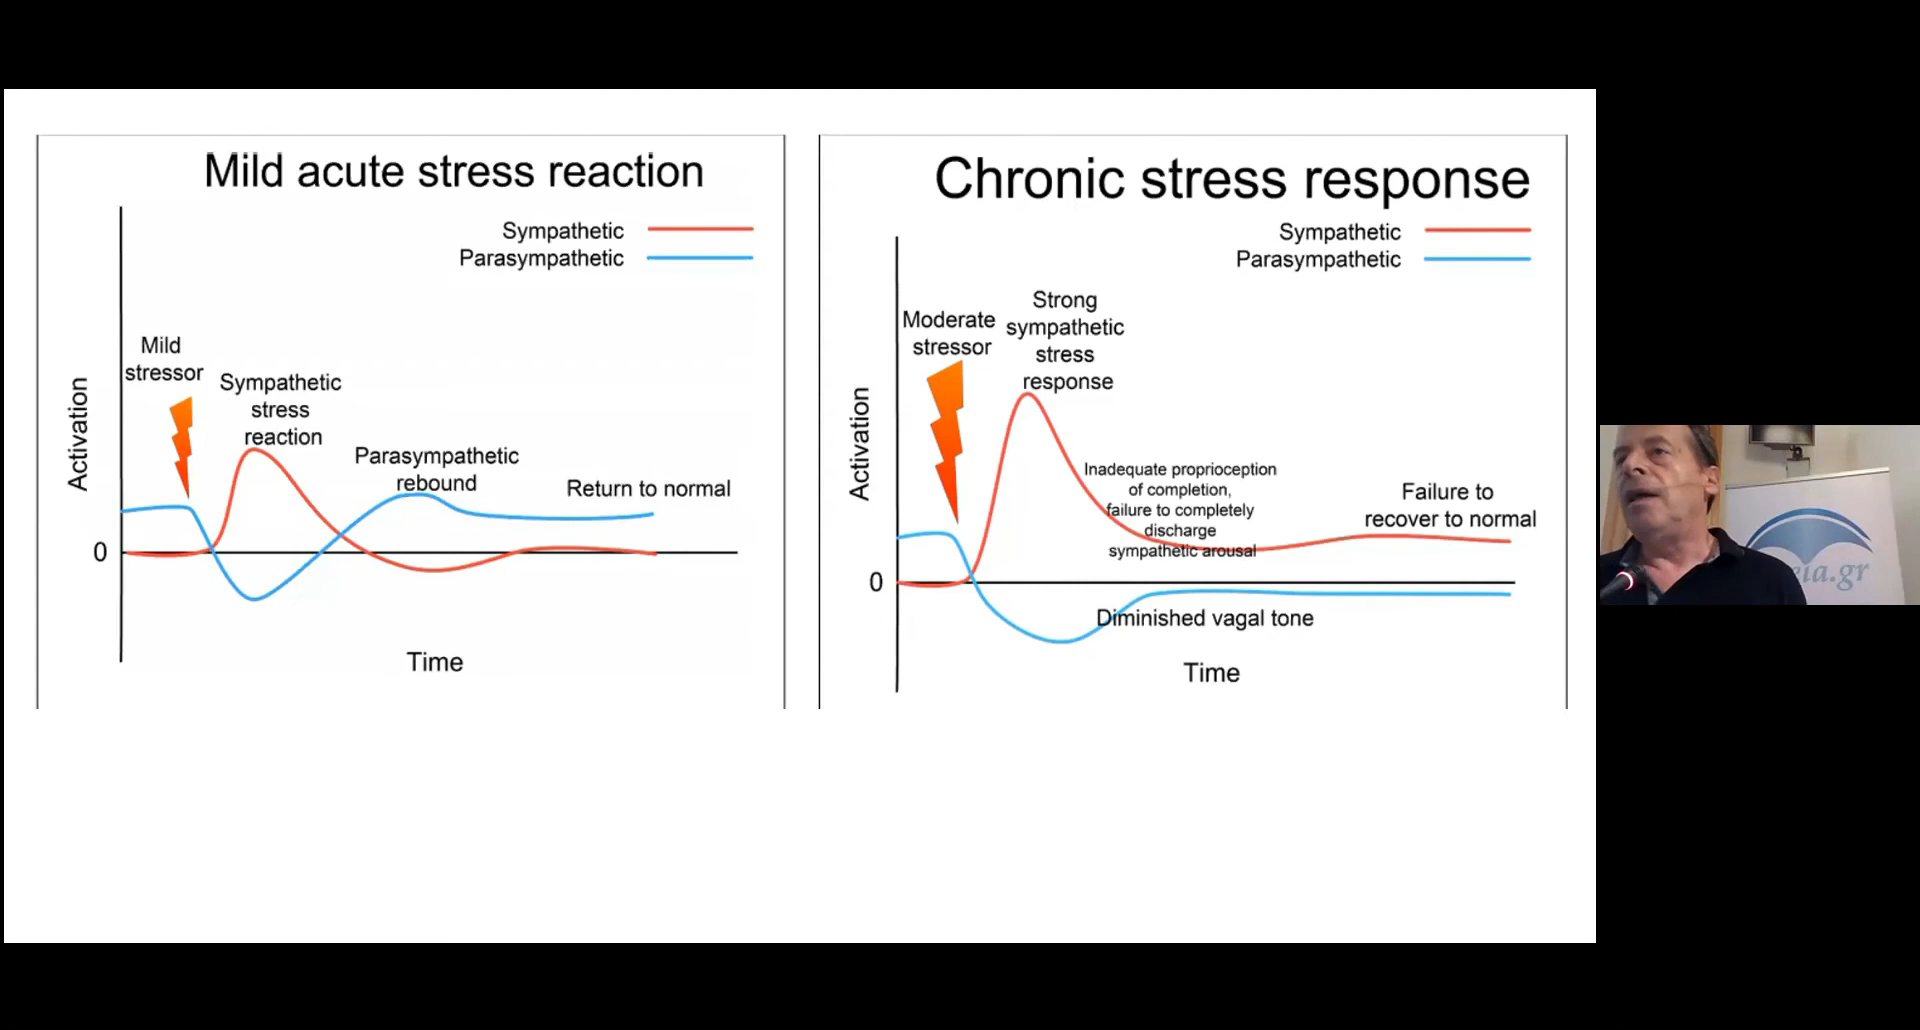 Mild acute stress reaction
Sympathetic
Parasympathetic
Mild
stressor
Sympathetic
stress
reaction
Parasympathetic
rebound
Return to normal
Activation
0
Time
Chronic stress response
Sympathetic
Parasympathetic
Moderate
stressor
Strong
sympathetic
stress
response
Inadequate proprioception
of completion,
failure to completely
discharge
sympathetic arousal
Failure to
recover to normal
Activation
0
Diminished vagal tone
Time
eia.gr